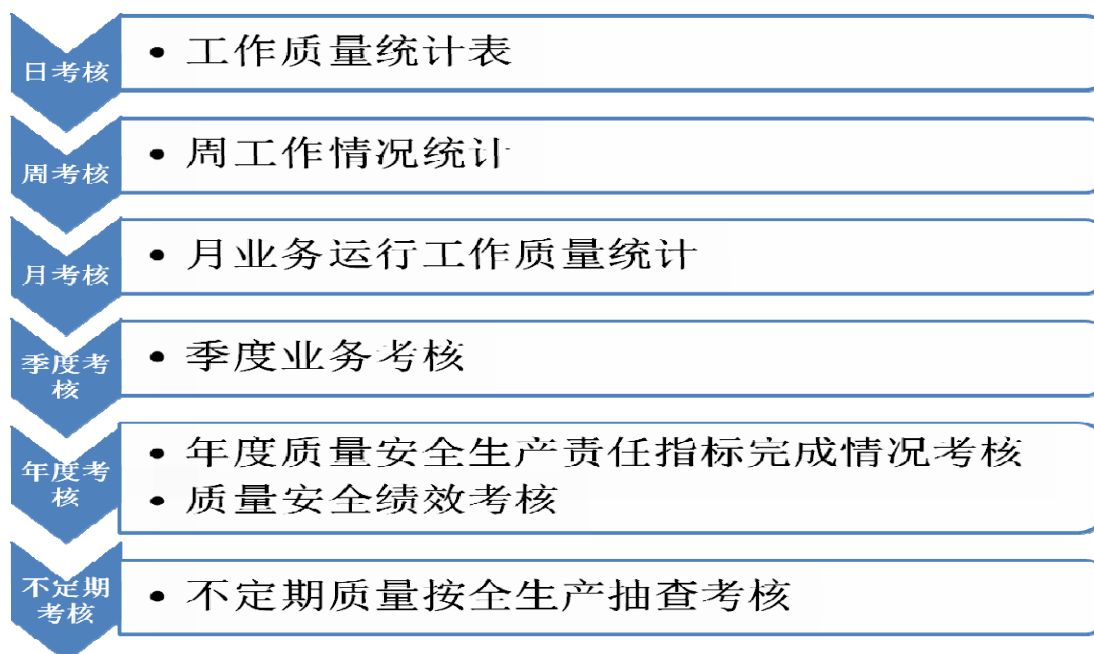 日考核
• 工作质量统计表
周考核
• 周工作情况统计
月考核
• 月业务运行工作质量统计
季度考
核
• 季度业务考核
年度考
核
• 年度质量安全生产责任指标完成情况考核
• 质量安全绩效考核
不定期
考核
• 不定期质量按全生产抽查考核